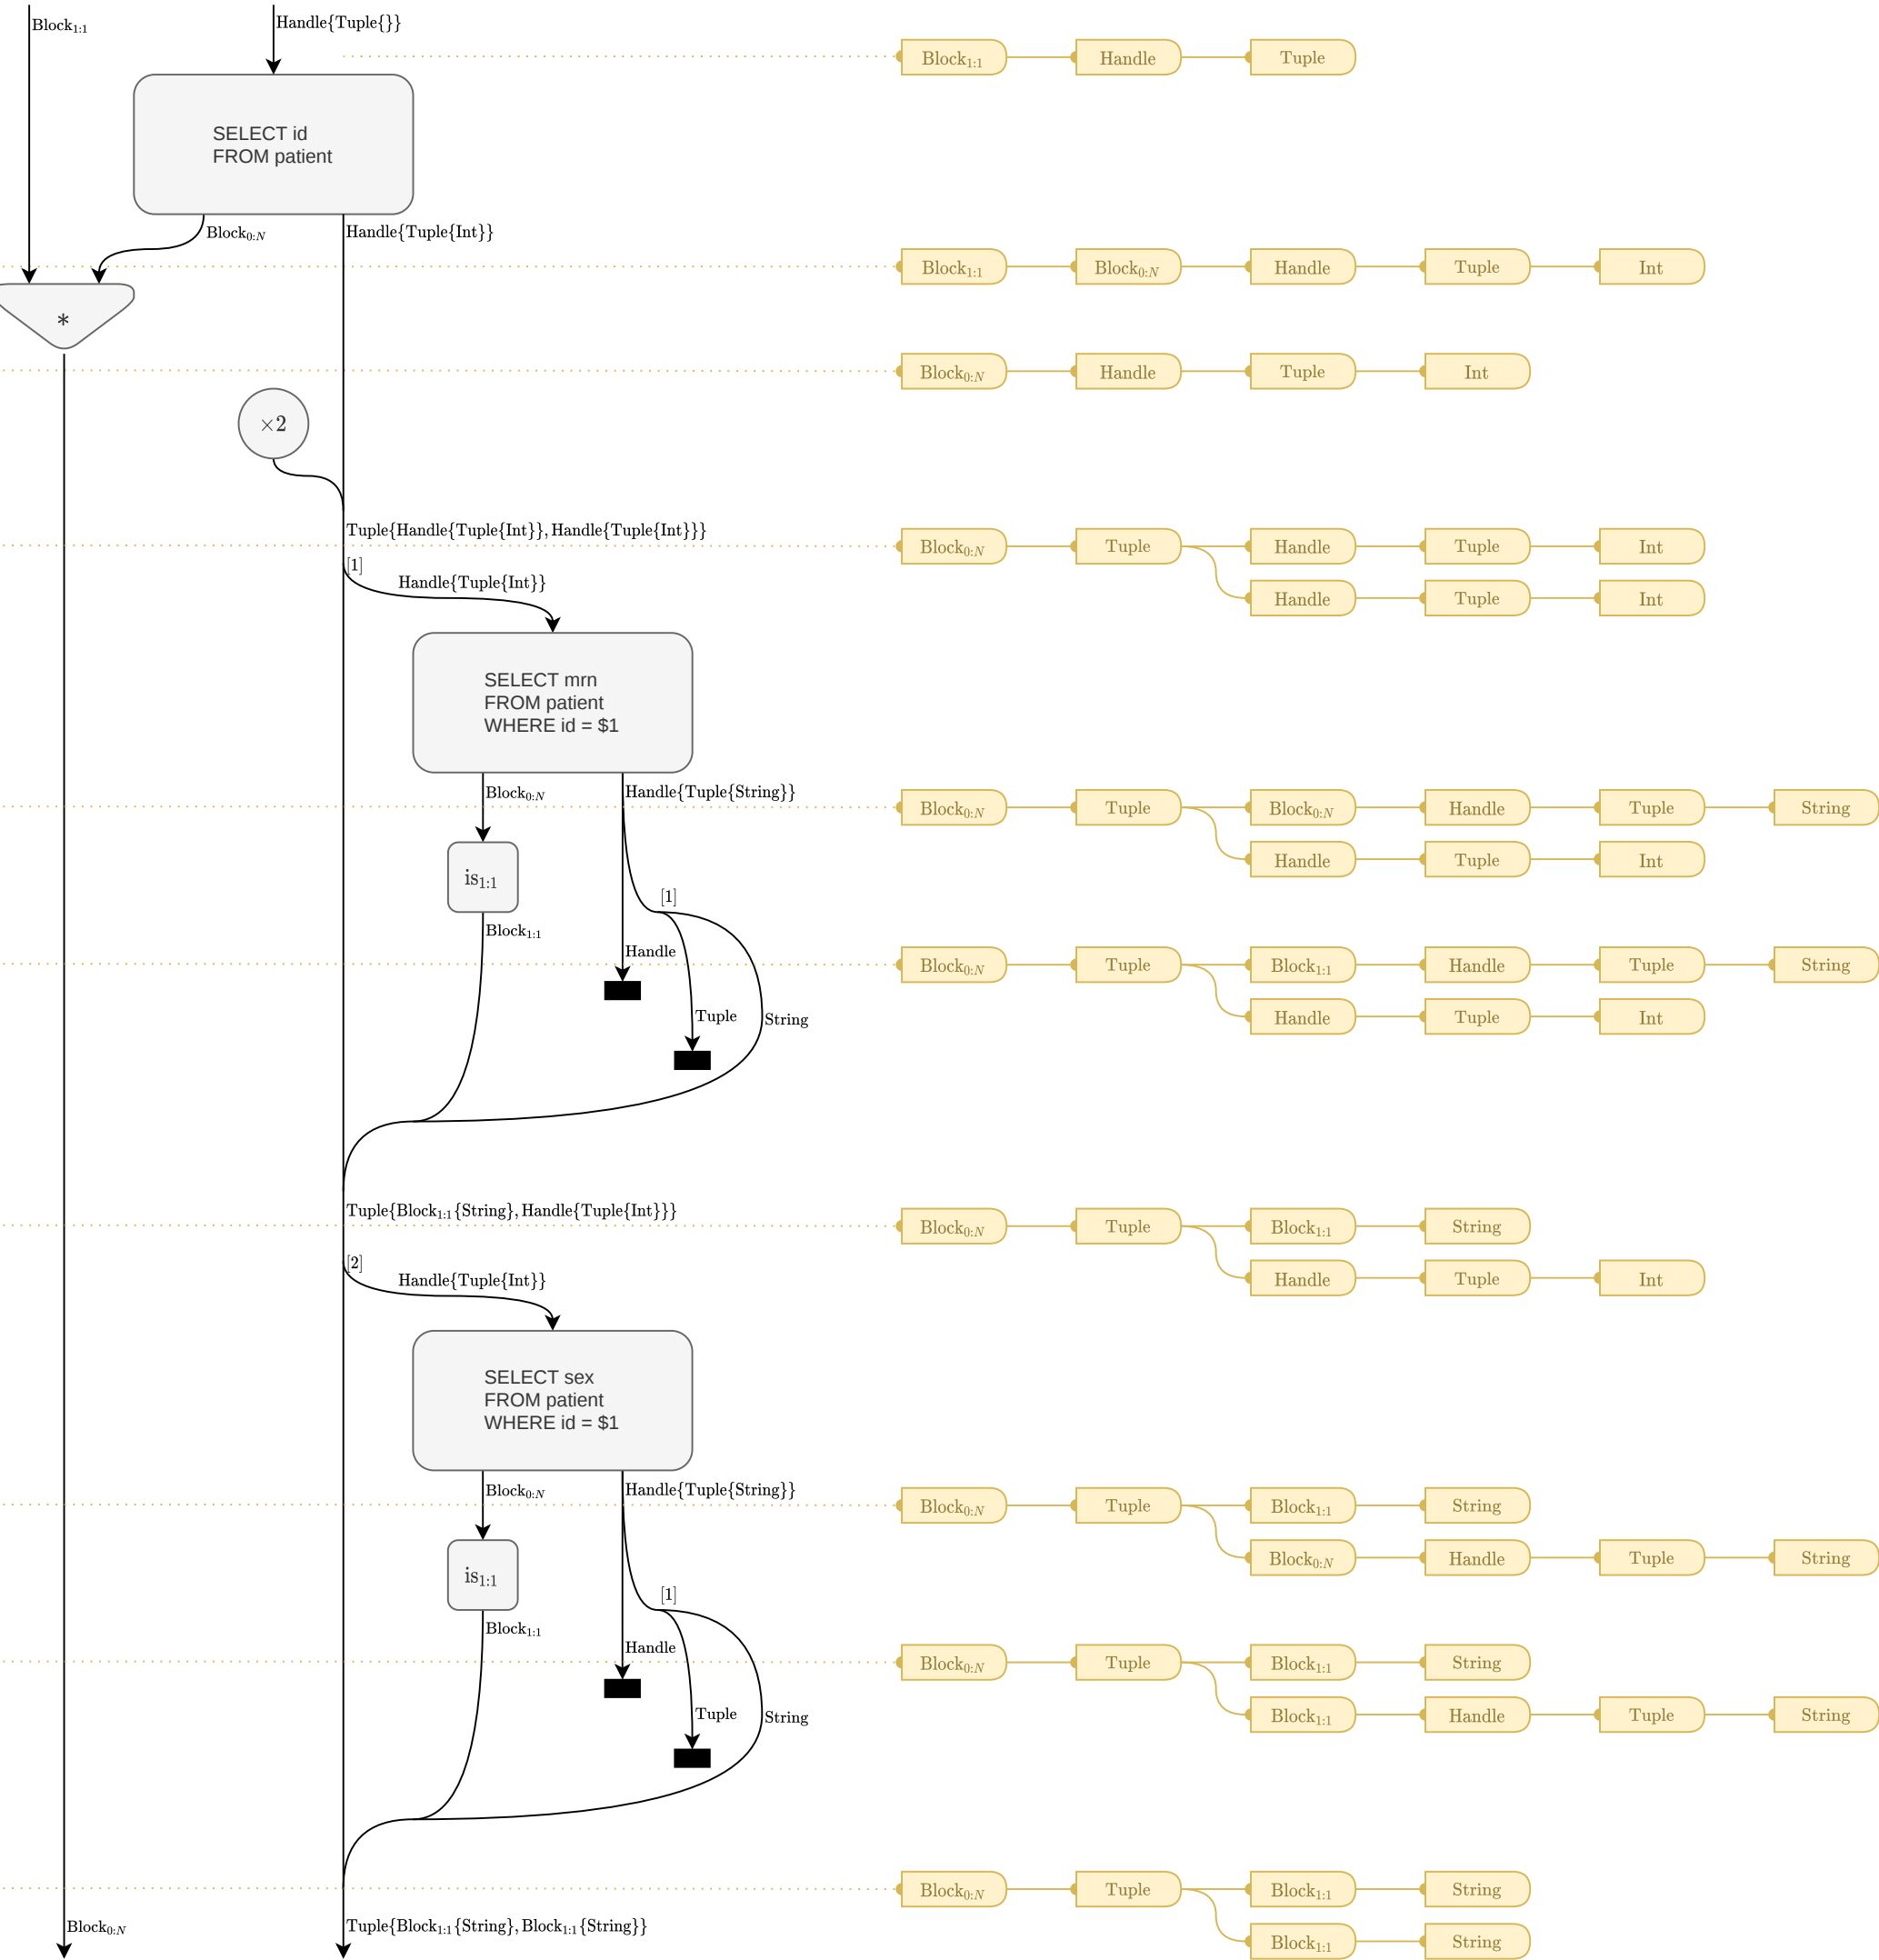 Block1:1
Handle{Tuple{}}
Block1:1 Handle Tuple
SELECT id
FROM patient
Block0:N
Handle{Tuple{Int}}
Block1:1 Block0:N Handle Tuple Int
*
Block0:N Handle Tuple Int
×2
Tuple{Handle{Tuple{Int}}, Handle{Tuple{Int}}}
Block0:N Tuple Handle Tuple Int
[1]
Handle{Tuple{Int}}
Handle Tuple Int
SELECT mrn
FROM patient
WHERE id = $1
Block0:N
Handle{Tuple{String}}
Block0:N Tuple Block0:N Handle Tuple String
Handle Tuple Int
is1:1
[1]
Block1:1
Handle
Block0:N Tuple Block1:1 Handle Tuple String
Tuple
String
Handle Tuple Int
Tuple{Block1:1{String}, Handle{Tuple{Int}}}
Block0:N Tuple Block1:1 String
[2]
Handle{Tuple{Int}}
Handle Tuple Int
SELECT sex
FROM patient
WHERE id = $1
Block0:N
Handle{Tuple{String}}
Block0:N Tuple Block1:1 String
Block0:N Handle Tuple String
is1:1
[1]
Block1:1
Handle
Block0:N Tuple Block1:1 String
Tuple
String
Block1:1 Handle Tuple String
Block0:N Tuple Block1:1 String
Block0:N
Tuple{Block1:1{String}, Block1:1{String}}
Block1:1 String